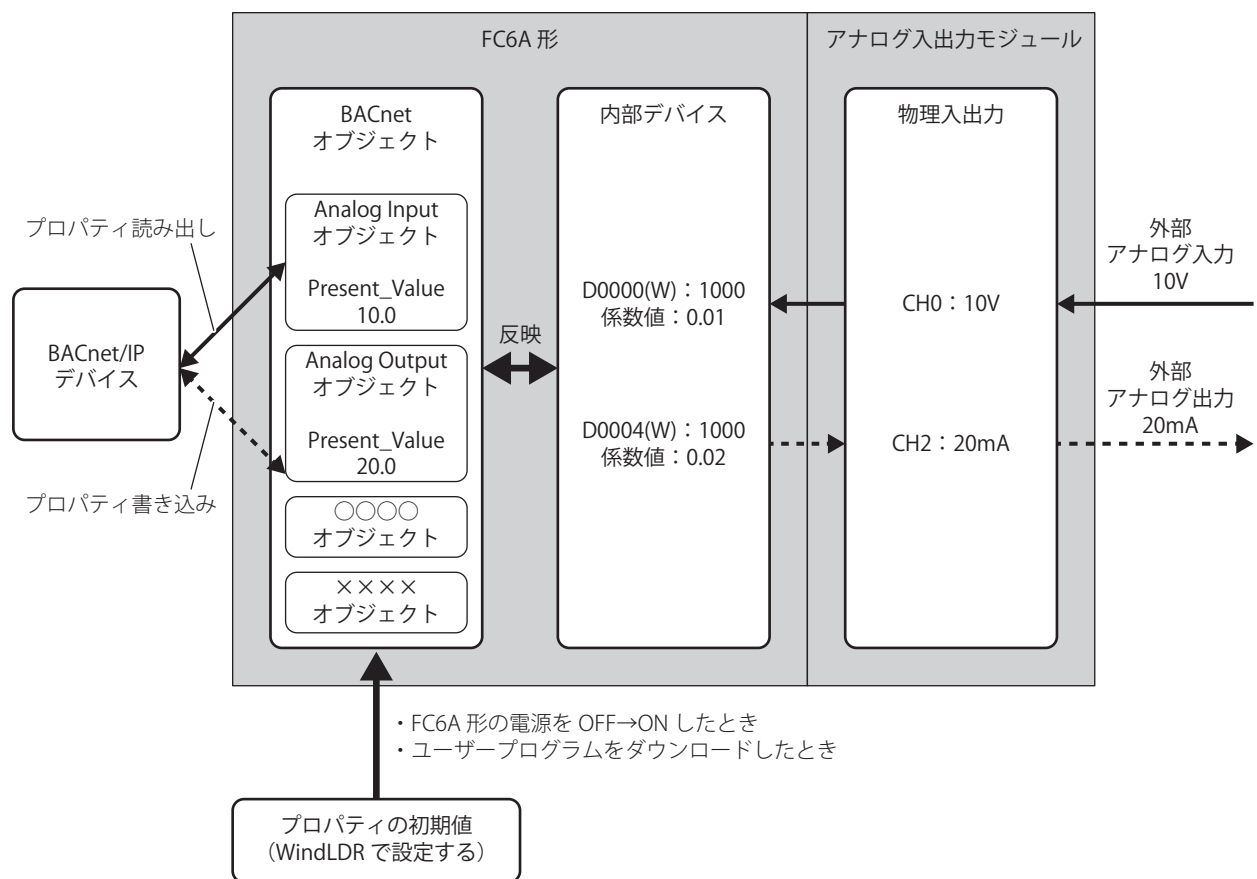 FC6A 形
アナログ入出力モジュール
BACnet
オブジェクト
Analog Input
オブジェクト
Present_Value
10.0
Analog Output
オブジェクト
Present_Value
20.0
○○○○
オブジェクト
××××
オブジェクト
反映
内部デバイス
D0000(W)：1000
係数値：0.01
D0004(W)：1000
係数値：0.02
物理入出力
CH0：10V
CH2：20mA
外部
アナログ入力
10V
外部
アナログ出力
20mA
プロパティ読み出し
BACnet/IP
デバイス
プロパティ書き込み
・FC6A 形の電源を OFF→ON したとき
・ユーザープログラムをダウンロードしたとき
プロパティの初期値
（WindLDR で設定する）